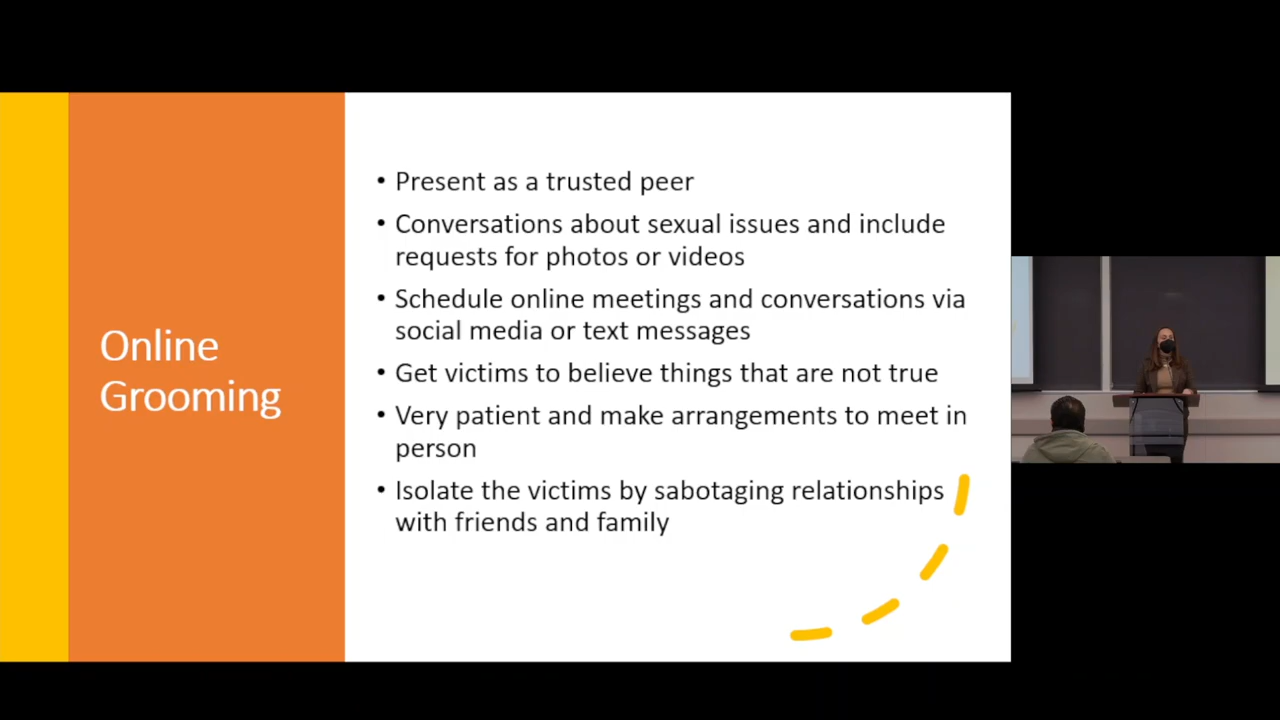 Online
Grooming
• Present as a trusted peer
• Conversations about sexual issues and include
requests for photos or videos
• Schedule online meetings and conversations via
social media or text messages
• Get victims to believe things that are not true
• Very patient and make arrangements to meet in
person
• Isolate the victims by sabotaging relationships
with friends and family